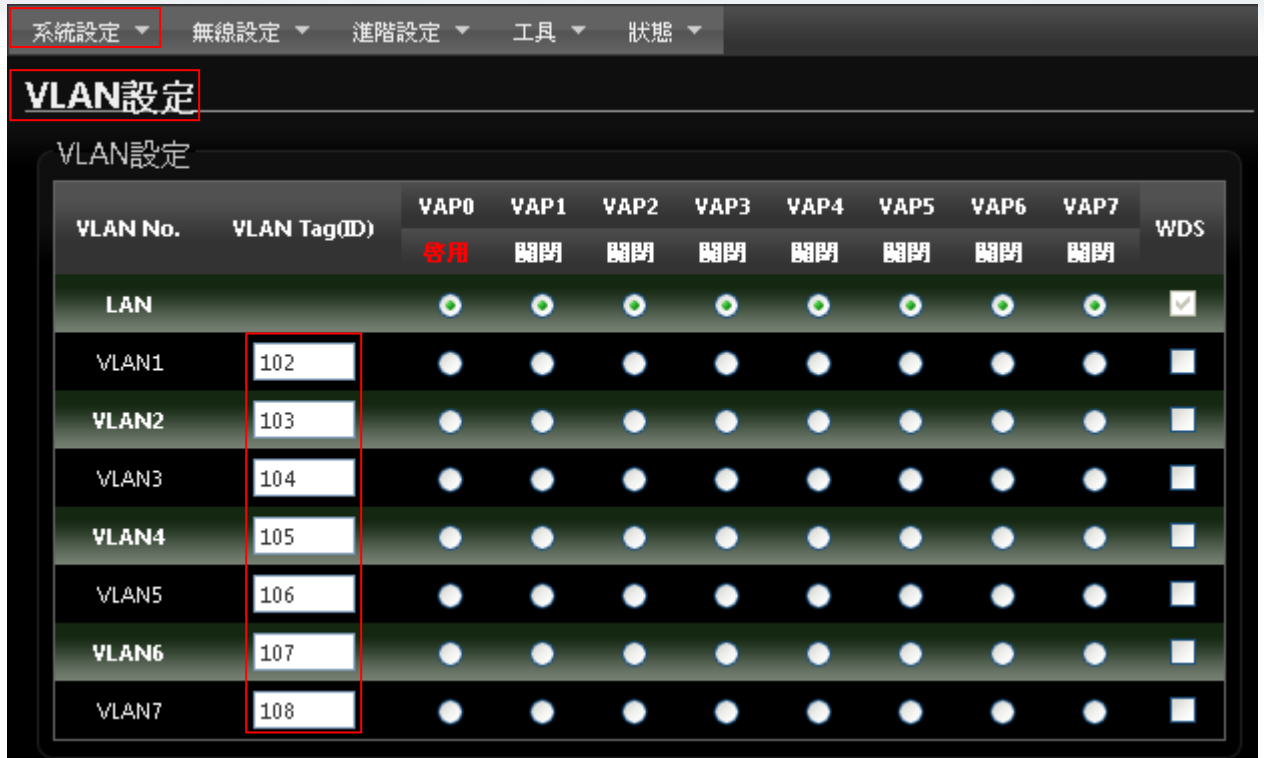 系統設定 無線設定 進階設定 工具 狀態
VLAN設定
VLAN設定
VLAN No. VLAN Tag(ID) VAP0 VAP1 VAP2 VAP3 VAP4 VAP5 VAP6 VAP7 WDS
啓用 關閉 關閉 關閉 關閉 關閉 關閉 關閉
LAN
VLAN1 102
VLAN2 103
VLAN3 104
VLAN4 105
VLAN5 106
VLAN6 107
VLAN7 108